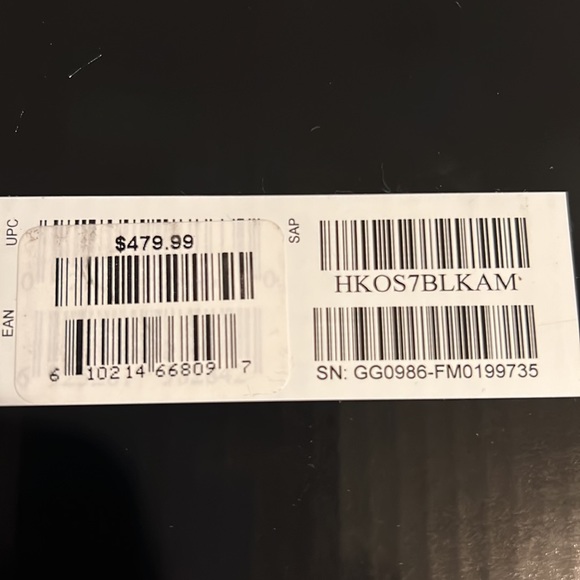 UPC
EAN
$479.99
6 10214 66809 7
SAP
HKOS7BLKAM
SN: GG0986-FM0199735